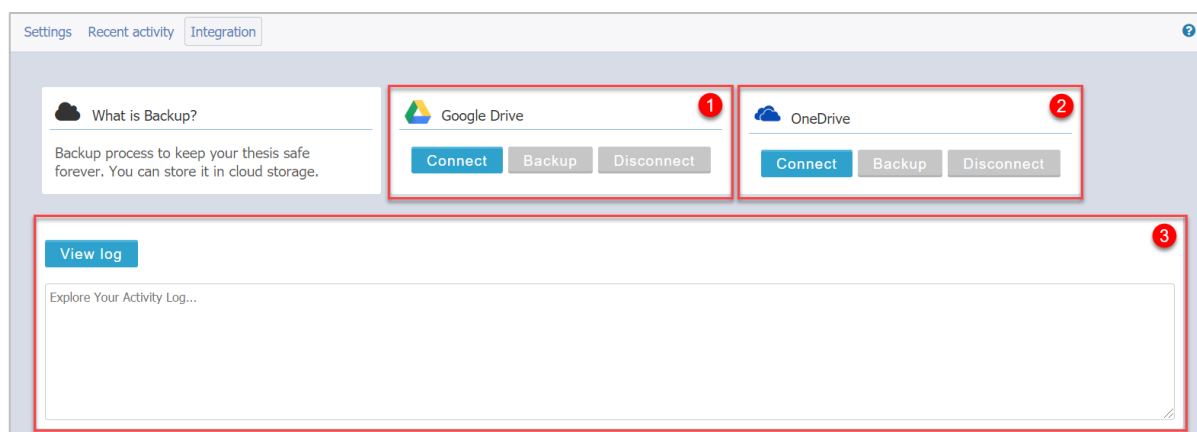 Settings Recent activity Integration
What is Backup?
Backup process to keep your thesis safe
forever. You can store it in cloud storage.
Google Drive 1
Connect Backup Disconnect
OneDrive 2
Connect Backup Disconnect
3
View log
Explore Your Activity Log...